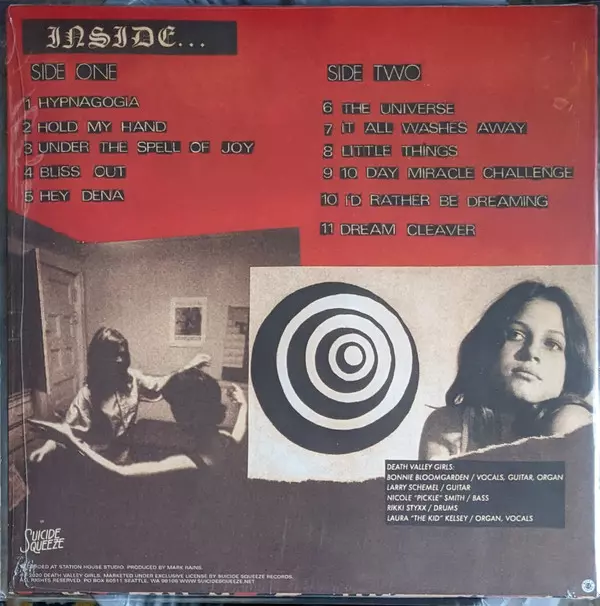 INSIDE...
SIDE ONE
1 HYPNAGOGIA
2 HOLD MY HAND
3 UNDER THE SPELL OF JOY
4 BLISS OUT
5 HEY DENA
SIDE TWO
6 THE UNIVERSE
7 IT ALL WASHES AWAY
8 LITTLE THINGS
9 10 DAY MIRACLE CHALLENGE
10 I'D RATHER BE DREAMING
11 DREAM CLEAVER
DEATH VALLEY GIRLS:
BONNIE BLOOMGARDEN / VOCALS, GUITAR, ORGAN
LARRY SCHEMEL / GUITAR
NICOLE "PICKLE" SMITH / BASS
RIKKI STYXX / DRUMS
LAURA "THE KID" KELSEY / ORGAN, VOCALS
SUICIDE
SQUEEZE
AT STATION HOUSE STUDIO. PRODUCED BY MARK RAINS.
2020 DEATH VALLEY GIRLS. MARKETED UNDER EXCLUSIVE LICENSE BY SUICIDE SQUEEZE RECORDS.
ALL RIGHTS RESERVED. PO BOX 80511 SEATTLE, WA 98108 WWW.SUICIDESQUEEZE.NET